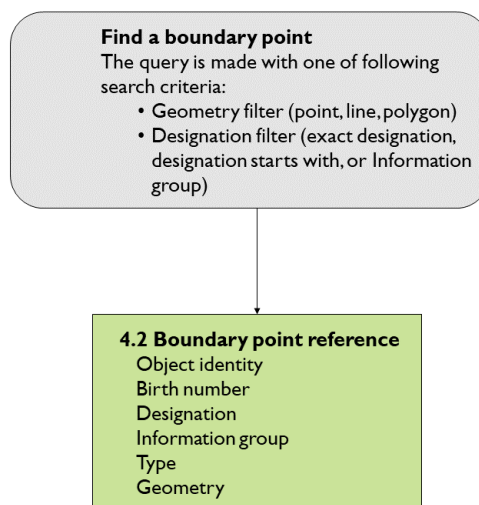 Find a boundary point
The query is made with one of following
search criteria:
• Geometry filter (point, line, polygon)
• Designation filter (exact designation,
designation starts with, or Information
group)
4.2 Boundary point reference
Object identity
Birth number
Designation
Information group
Type
Geometry